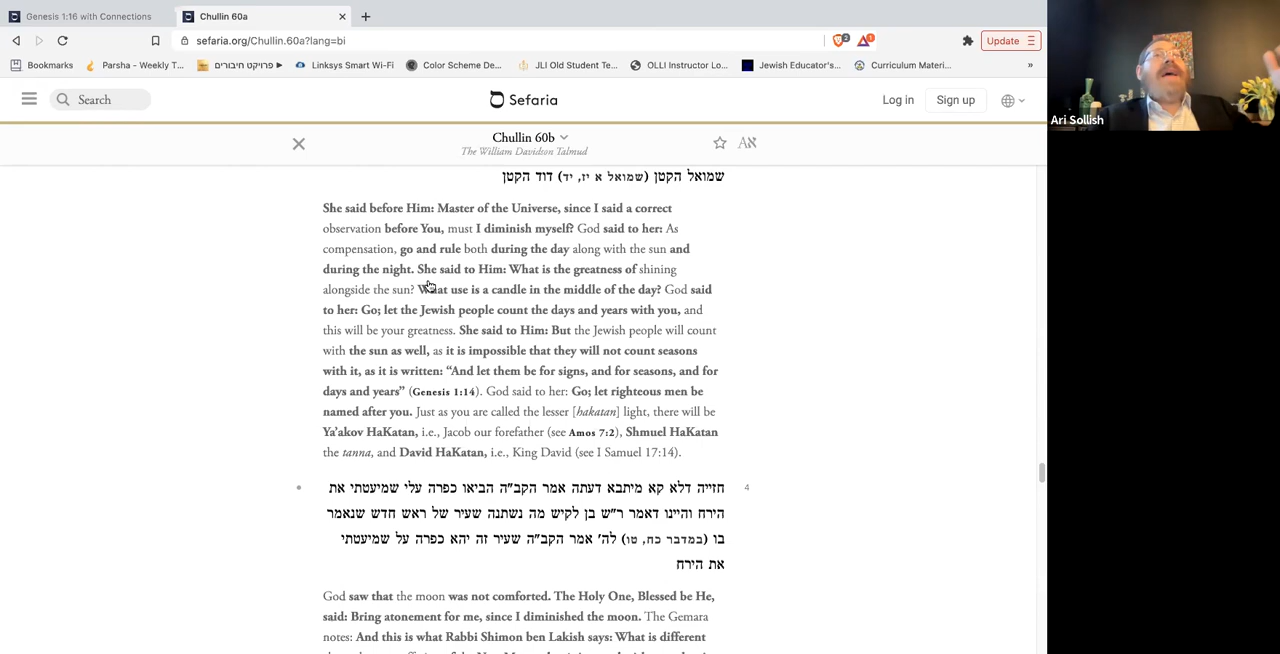 Genesis 1:16 with Connections
Chullin 60a
sefaria.org/Chullin.60a?lang=bi
2
1
Update
Bookmarks
Parsha - Weekly T...
פרויקט חיבורים
Linksys Smart Wi-Fi
Color Scheme De...
JLI Old Student Te...
OLLI Instructor Lo...
Jewish Educator's...
Curriculum Materi...
»
Search
Sefaria
Log in
Sign up
Chullin 60b
The William Davidson Talmud
Aא
שמואל הקטן (שמואל א יז, יד) דוד הקטן
She said before Him: Master of the Universe, since I said a correct
observation before You, must I diminish myself? God said to her: As
compensation, go and rule both during the day along with the sun and
during the night. She said to Him: What is the greatness of shining
alongside the sun? What use is a candle in the middle of the day? God said
to her: Go; let the Jewish people count the days and years with you, and
this will be your greatness. She said to Him: But the Jewish people will count
with the sun as well, as it is impossible that they will not count seasons
with it, as it is written: “And let them be for signs, and for seasons, and for
days and years” (Genesis 1:14). God said to her: Go; let righteous men be
named after you. Just as you are called the lesser [hakatan] light, there will be
Ya’akov HaKatan, i.e., Jacob our forefather (see Amos 7:2), Shmuel HaKatan
the tanna, and David HaKatan, i.e., King David (see I Samuel 17:14).
4
חזייה דלא קא מיתבא דעתה אמר הקב"ה הביאו כפרה עלי שמיעטתי את
הירח והיינו דאמר ר"ש בן לקיש מה נשתנה שעיר של ראש חדש שנאמר
בו (במדבר כח, טו) לה' אמר הקב"ה שעיר זה יהא כפרה על שמיעטתי
את הירח
God saw that the moon was not comforted. The Holy One, Blessed be He,
said: Bring atonement for me, since I diminished the moon. The Gemara
notes: And this is what Rabbi Shimon ben Lakish says: What is different
Ari Sollish